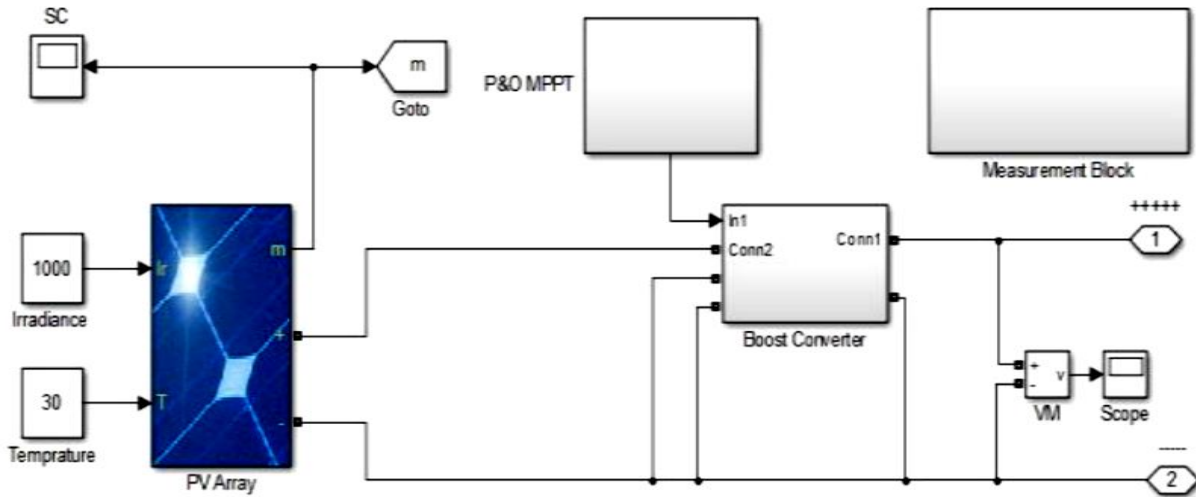 SC
m
Goto
P&O MPPT
Measurement Block
+++++
1
In1
Conn2
Conn1
Boost Converter
1000
Irradiance
Ir
m
+
30
Temprature
T
-
PV Array
+
-
v
VM
Scope
-----
2